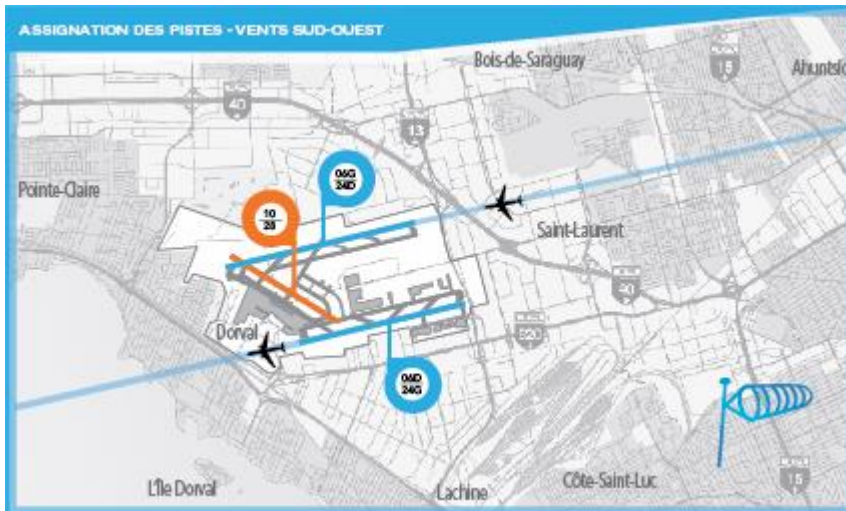 ASSIGNATION DES PISTES - VENTS SUD-OUEST
Bois-de-Saraguay
15
Ahuntsic
40
13
Pointe-Claire
06G
24D
10
28
Saint-Laurent
40
Dorval
520
06D
24G
L'île Dorval
Lachine
Côte-Saint-Luc
15